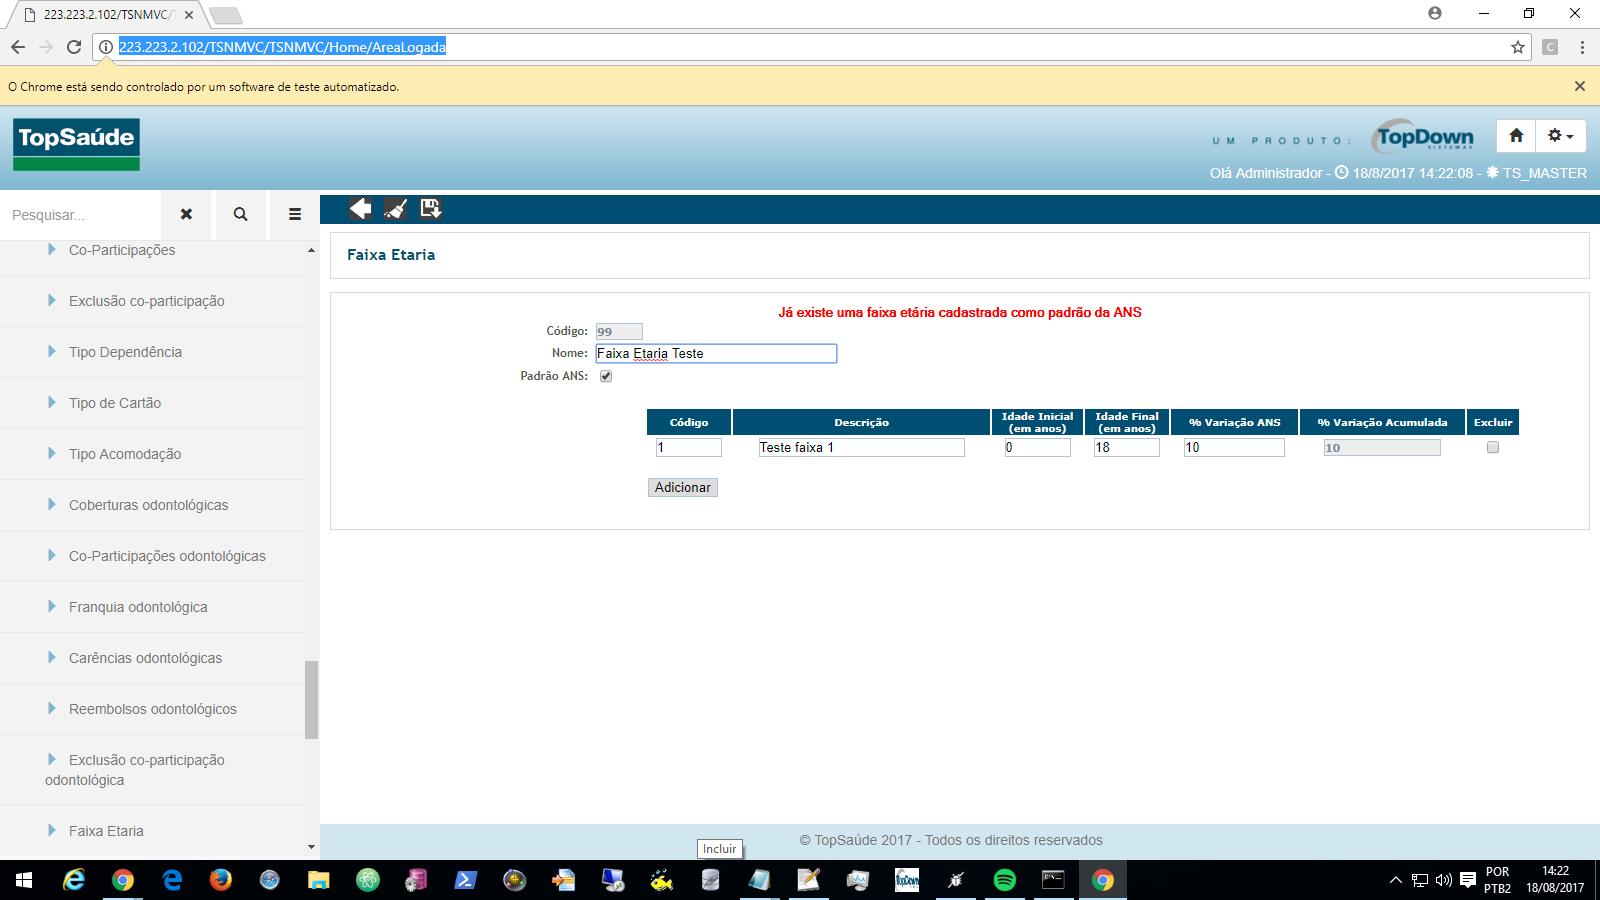 223.223.2.102/TSNMVC/T
223.223.2.102/TSNMVC/TSNMVC/Home/AreaLogada
C
O Chrome está sendo controlado por um software de teste automatizado.
TopSaúde
UM PRODUTO:
TopDown
SISTEMAS
Olá Administrador - 18/8/2017 14:22:08 - TS_MASTER
Pesquisar...
Co-Participações
Exclusão co-participação
Tipo Dependência
Tipo de Cartão
Tipo Acomodação
Coberturas odontológicas
Co-Participações odontológicas
Franquia odontológica
Carências odontológicas
Reembolsos odontológicos
Exclusão co-participação
odontológica
Faixa Etaria
Faixa Etaria
Já existe uma faixa etária cadastrada como padrão da ANS
Código: 99
Nome: Faixa Etaria Teste
Padrão ANS:
Código Descrição Idade Inicial (em anos) Idade Final (em anos) % Variação ANS % Variação Acumulada Excluir
1 Teste faixa 1 0 18 10 10
Adicionar
© TopSaúde 2017 - Todos os direitos reservados
Incluir
TopDown
POR
PTB2
14:22
18/08/2017